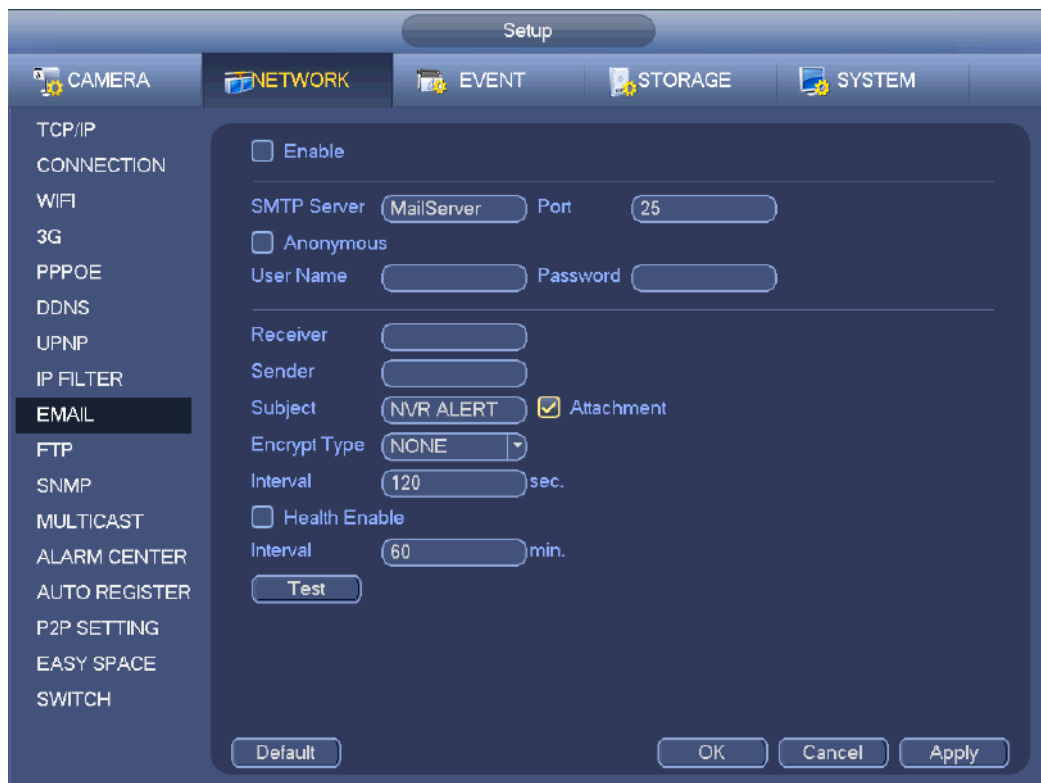 Setup
CAMERA NETWORK EVENT STORAGE SYSTEM
TCP/IP
CONNECTION
WIFI
3G
PPPOE
DDNS
UPNP
IP FILTER
EMAIL
FTP
SNMP
MULTICAST
ALARM CENTER
AUTO REGISTER
P2P SETTING
EASY SPACE
SWITCH
Enable
SMTP Server MailServer Port 25
Anonymous
User Name Password
Receiver
Sender
Subject NVR ALERT Attachment
Encrypt Type NONE
Interval 120 sec.
Health Enable
Interval 60 min.
Test
Default OK Cancel Apply